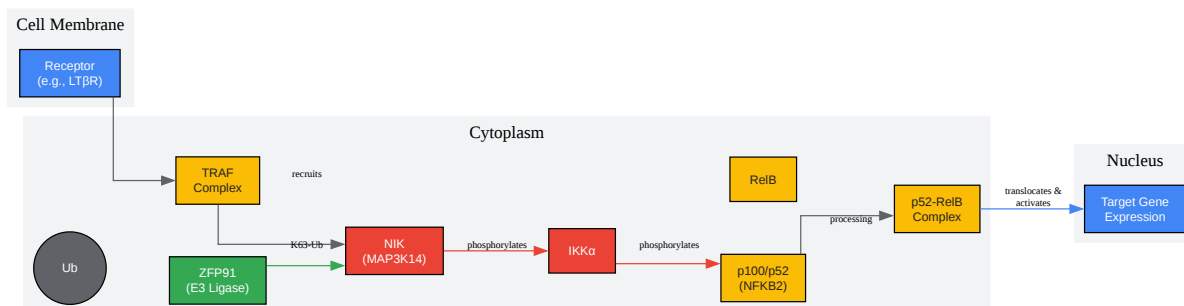 Cell Membrane
Receptor
(e.g., LTβR)
Cytoplasm
TRAF
Complex
recruits
RelB
Nucleus
p52-RelB
Complex
translocates &
activates
Target Gene
Expression
processing
K63-Ub
NIK
(MAP3K14)
phosphorylates
IKKα
phosphorylates
p100/p52
(NFKB2)
Ub
ZFP91
(E3 Ligase)